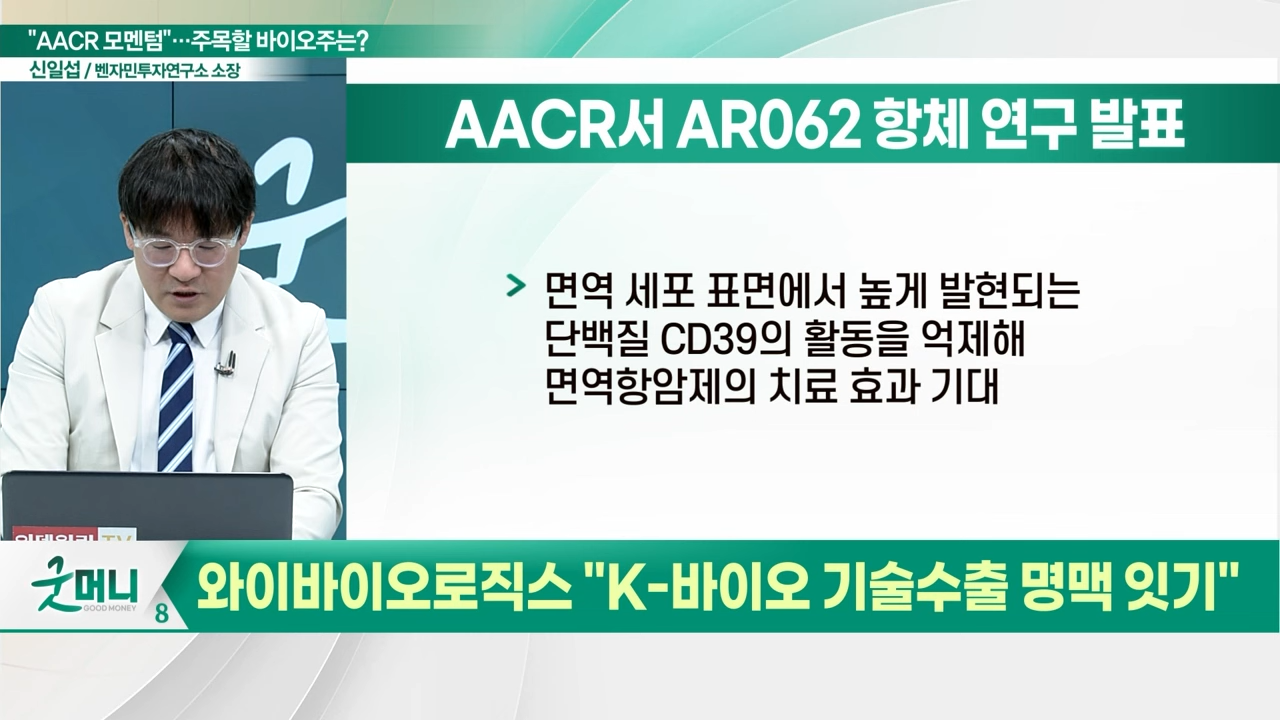 "AACR 모멘텀"…주목할 바이오주는?
신일섭 / 벤자민투자연구소 소장
AACR서 AR062 항체 연구 발표
면역 세포 표면에서 높게 발현되는
단백질 CD39의 활동을 억제해
면역항암제의 치료 효과 기대
굿머니
GOOD MONEY
8
와이바이오로직스 "K-바이오 기술수출 명맥 잇기"